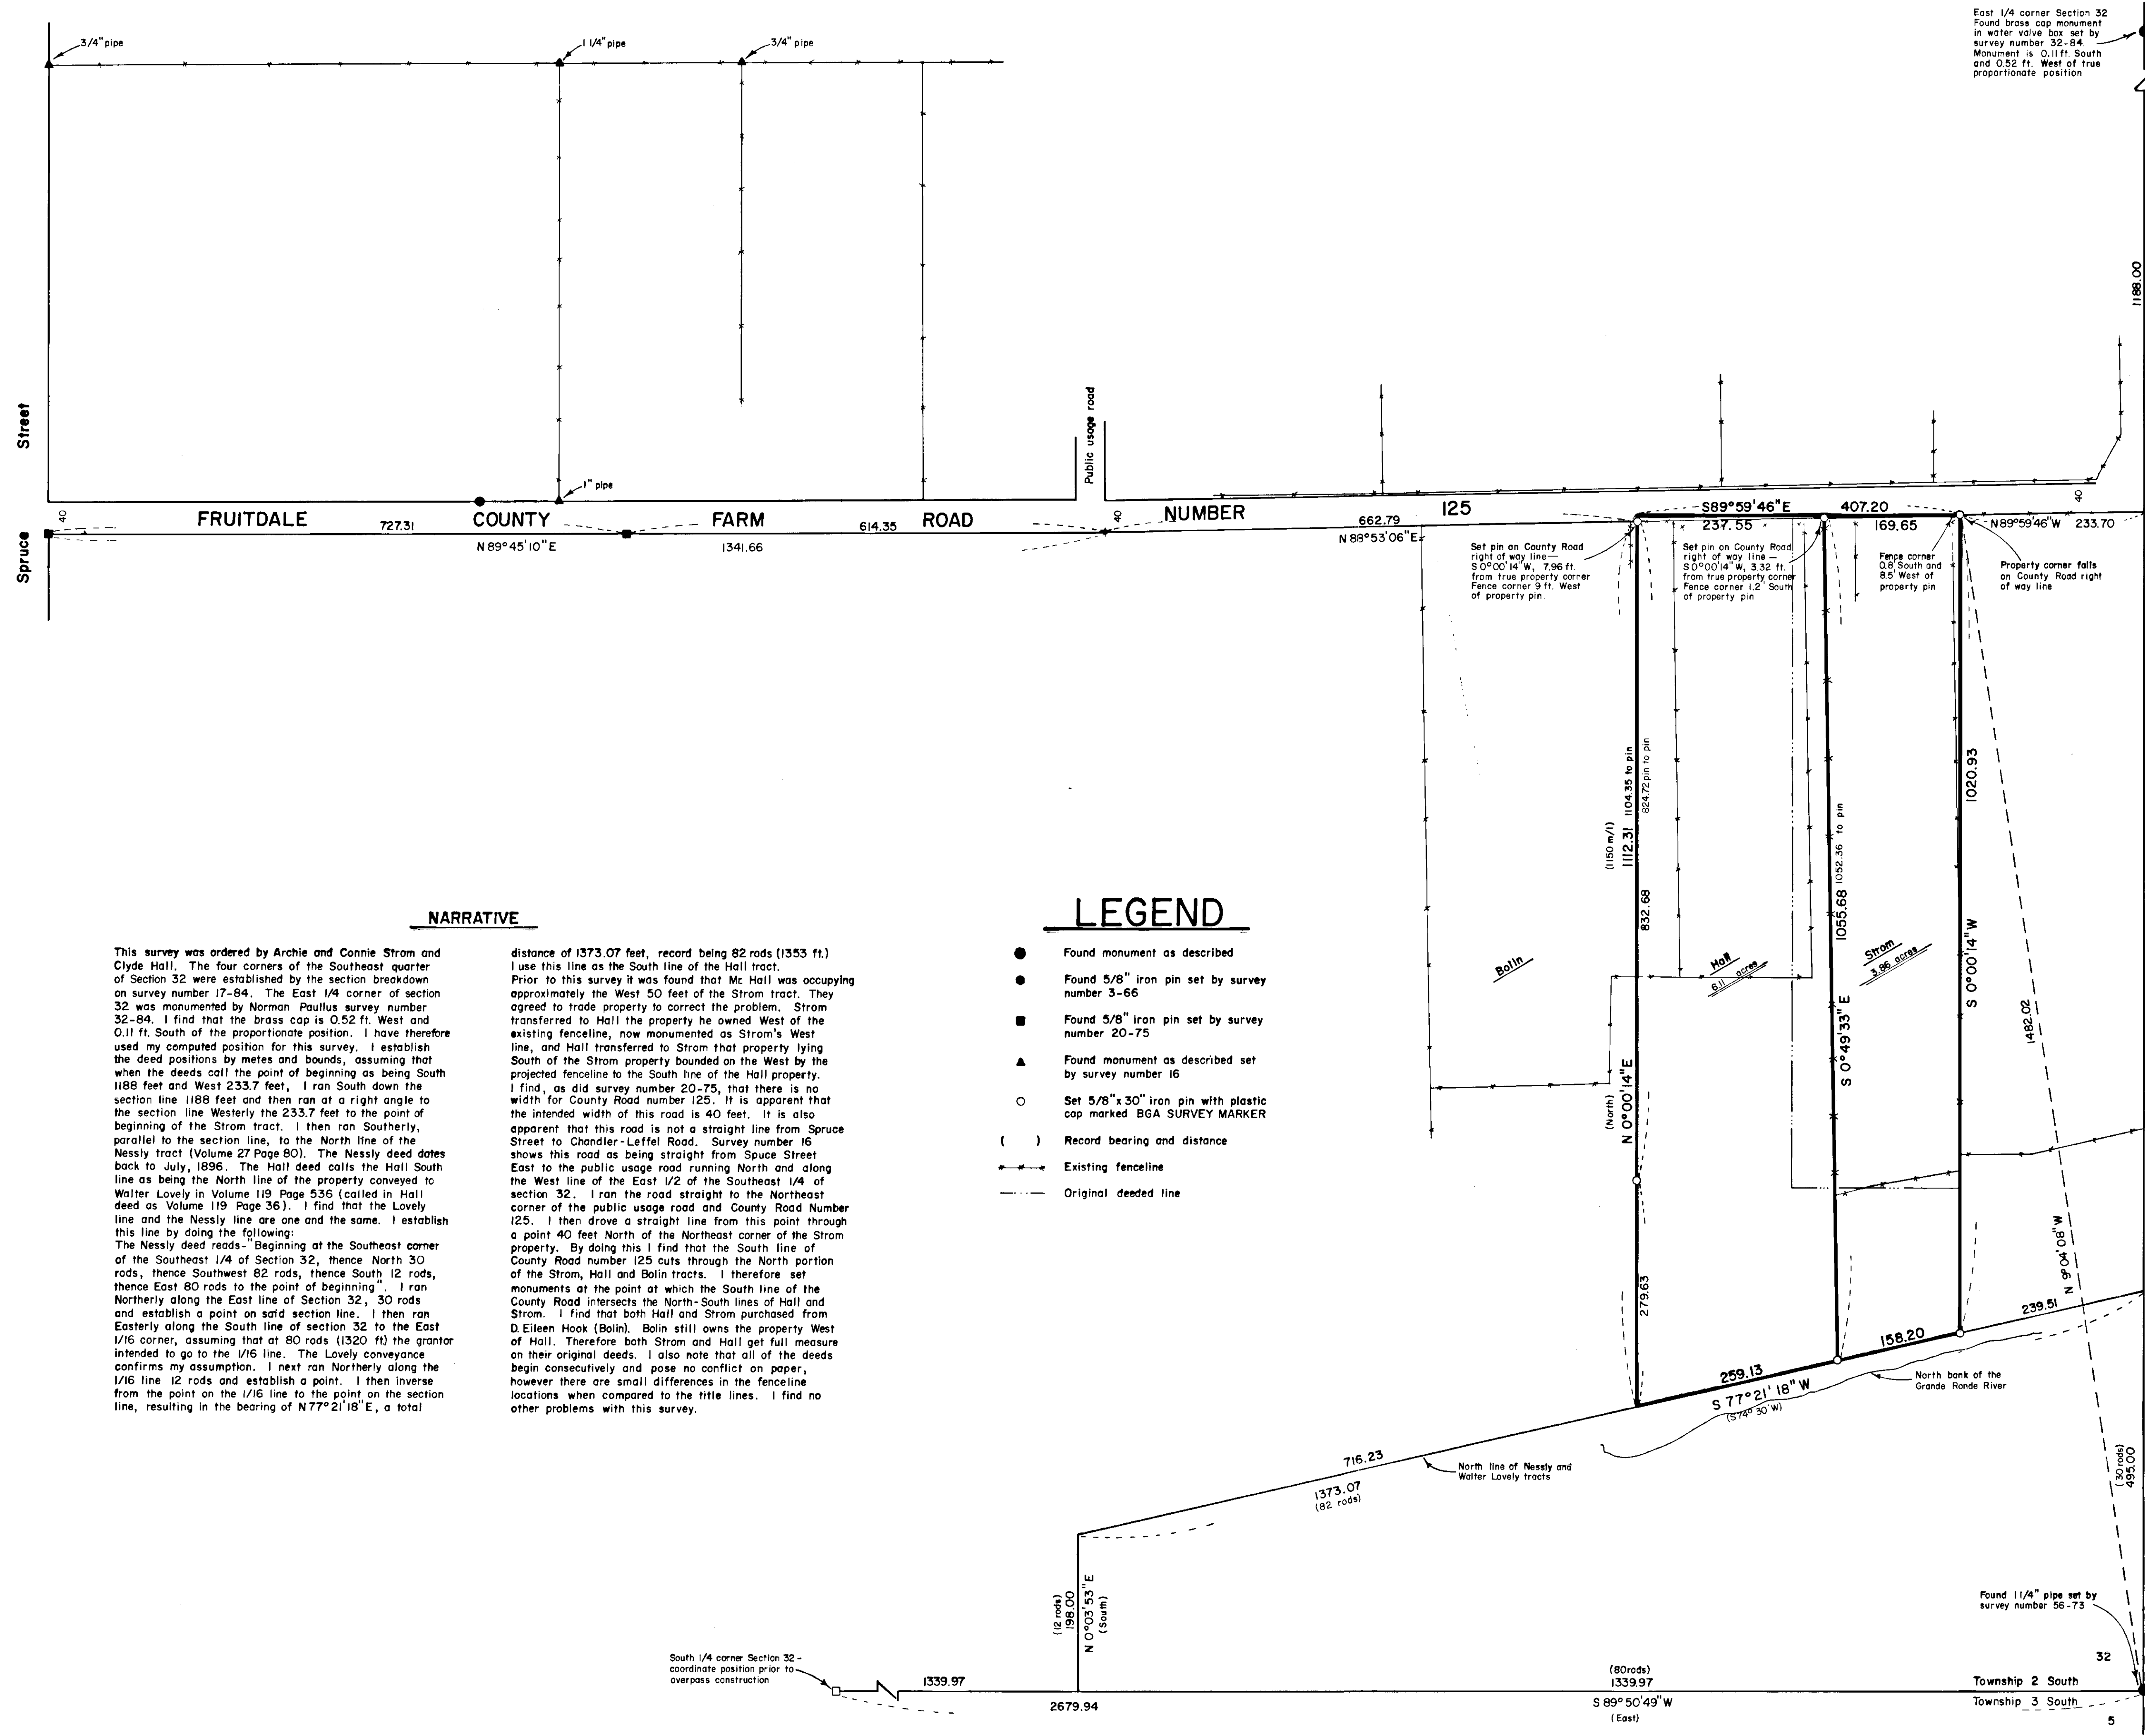 East 1/4 corner Section 32
Found brass cap monument
in water valve box set by
survey number 32-84.
Monument is 0.11 ft. South
and 0.52 ft. West of true
proportionate position
3/4" pipe
1 1/4" pipe
3/4" pipe
1188.00
Street
Public usage road
1" pipe
Spruce
40
FRUITDALE
727.31
COUNTY
FARM
614.35
ROAD
40
NUMBER
662.79
125
S89°59'46"E
407.20
40
N 89°45'10"E
1341.66
N 88°53'06"E
237.55
169.65
N89°59'46"W
233.70
Set pin on County Road
right of way line—
S 0°00'14"W, 7.96 ft.
from true property corner
Fence corner 9 ft. West
of property pin.
Set pin on County Road
right of way line —
S 0°00'14"W, 3.32 ft.
from true property corner
Fence corner 1.2' South
of property pin
Fence corner
0.8' South and
8.5' West of
property pin
Property corner falls
on County Road right
of way line
(1150 m/l)
1112.31
1104.35 to pin
824.72 pin to pin
832.68
1055.68
1052.36 to pin
1020.93
S 0°00'14"W
Bolin
Hall
6.11 acres
Strom
3.86 acres
S 0°49'33"E
(North)
N 0°00'14"E
1482.02
N 9°04'08"W
279.63
239.51
158.20
259.13
S 77°21'18"W
(S74°30'W)
North bank of the
Grande Ronde River
716.23
1373.07
(82 rods)
North line of Nessly and
Walter Lovely tracts
(30 rods)
495.00
NARRATIVE
This survey was ordered by Archie and Connie Strom and
Clyde Hall. The four corners of the Southeast quarter
of Section 32 were established by the section breakdown
on survey number 17-84. The East 1/4 corner of section
32 was monumented by Norman Paullus survey number
32-84. I find that the brass cap is 0.52 ft. West and
0.11 ft. South of the proportionate position. I have therefore
used my computed position for this survey. I establish
the deed positions by metes and bounds, assuming that
when the deeds call the point of beginning as being South
1188 feet and West 233.7 feet, I ran South down the
section line 1188 feet and then ran at a right angle to
the section line Westerly the 233.7 feet to the point of
beginning of the Strom tract. I then ran Southerly,
parallel to the section line, to the North line of the
Nessly tract (Volume 27 Page 80). The Nessly deed dates
back to July, 1896. The Hall deed calls the Hall South
line as being the North line of the property conveyed to
Walter Lovely in Volume 119 Page 536 (called in Hall
deed as Volume 119 Page 36). I find that the Lovely
line and the Nessly line are one and the same. I establish
this line by doing the following:
The Nessly deed reads-"Beginning at the Southeast corner
of the Southeast 1/4 of Section 32, thence North 30
rods, thence Southwest 82 rods, thence South 12 rods,
thence East 80 rods to the point of beginning". I ran
Northerly along the East line of Section 32, 30 rods
and establish a point on said section line. I then ran
Easterly along the South line of section 32 to the East
1/16 corner, assuming that at 80 rods (1320 ft) the grantor
intended to go to the 1/16 line. The Lovely conveyance
confirms my assumption. I next ran Northerly along the
1/16 line 12 rods and establish a point. I then inverse
from the point on the 1/16 line to the point on the section
line, resulting in the bearing of N 77°21'18"E, a total
distance of 1373.07 feet, record being 82 rods (1353 ft.)
I use this line as the South line of the Hall tract.
Prior to this survey it was found that Mr. Hall was occupying
approximately the West 50 feet of the Strom tract. They
agreed to trade property to correct the problem. Strom
transferred to Hall the property he owned West of the
existing fenceline, now monumented as Strom's West
line, and Hall transferred to Strom that property lying
South of the Strom property bounded on the West by the
projected fenceline to the South line of the Hall property.
I find, as did survey number 20-75, that there is no
width for County Road number 125. It is apparent that
the intended width of this road is 40 feet. It is also
apparent that this road is not a straight line from Spruce
Street to Chandler-Leffel Road. Survey number 16
shows this road as being straight from Spuce Street
East to the public usage road running North and along
the West line of the East 1/2 of the Southeast 1/4 of
section 32. I ran the road straight to the Northeast
corner of the public usage road and County Road Number
125. I then drove a straight line from this point through
a point 40 feet North of the Northeast corner of the Strom
property. By doing this I find that the South line of
County Road number 125 cuts through the North portion
of the Strom, Hall and Bolin tracts. I therefore set
monuments at the point at which the South line of the
County Road intersects the North-South lines of Hall and
Strom. I find that both Hall and Strom purchased from
D. Eileen Hook (Bolin). Bolin still owns the property West
of Hall. Therefore both Strom and Hall get full measure
on their original deeds. I also note that all of the deeds
begin consecutively and pose no conflict on paper,
however there are small differences in the fenceline
locations when compared to the title lines. I find no
other problems with this survey.
LEGEND
Found monument as described
Found 5/8" iron pin set by survey
number 3-66
Found 5/8" iron pin set by survey
number 20-75
Found monument as described set
by survey number 16
Set 5/8" x 30" iron pin with plastic
cap marked BGA SURVEY MARKER
( ) Record bearing and distance
Existing fenceline
Original deeded line
(12 rods)
198.00
N 0°03'53"E
(South)
South 1/4 corner Section 32-
coordinate position prior to
overpass construction
1339.97
2679.94
(80rods)
1339.97
S 89°50'49"W
(East)
Found 1 1/4" pipe set by
survey number 56-73
32
Township 2 South
Township 3 South
5